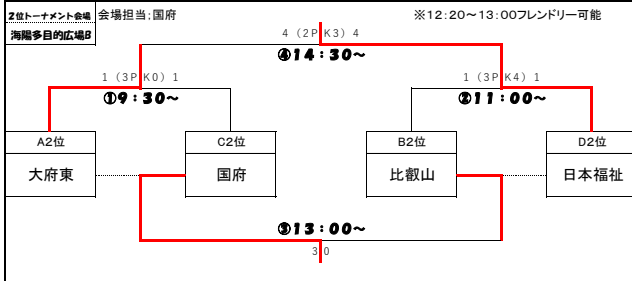 2位トーナメント会場 会場担当;国府 ※12:20～13:00フレンドリー可能
海陽多目的広場B
4 (2PK3) 4
④14:30～
1 (3PK0) 1 1 (3PK4) 1
①9:30～ ②11:00～
A2位 C2位 B2位 D2位
大府東 国府 比叡山 日本福祉
③13:00～
3 0